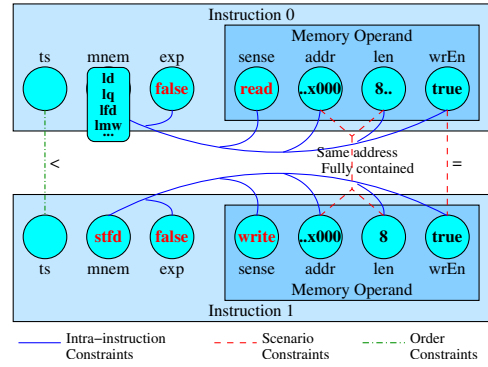 Instruction 0
Memory Operand
ts mnem exp sense addr len wrEn
ld
lq
lfd
lmw
...
false read ..x000 8.. true
Same address
Fully contained
< =
stfd false write ..x000 8 true
ts mnem exp sense addr len wrEn
Memory Operand
Instruction 1
Intra−instruction Constraints
Scenario Constraints
Order Constraints